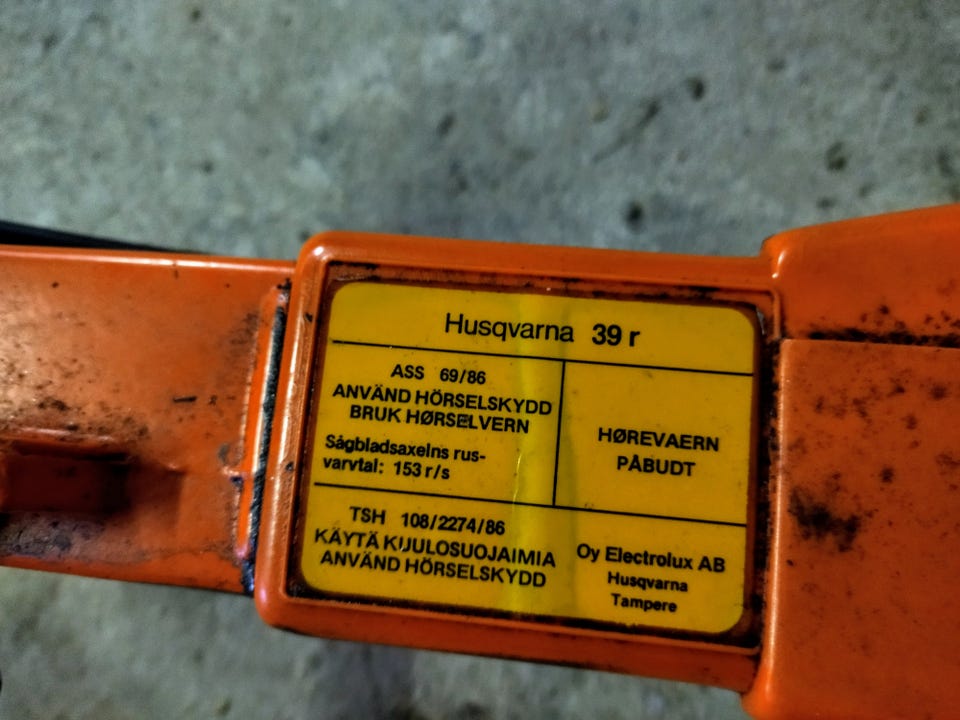 Husqvarna 39 r
ASS 69/86
ANVÄND HÖRSELSKYDD
BRUK HØRSELVERN
Sågbladsaxelns rus-
varvtal: 153 r/s
HØREVAERN
PÅBUDT
TSH 108/2274/86
KÄYTÄ KUULOSUOJAIMIA
ANVÄND HÖRSELSKYDD
Oy Electrolux AB
Husqvarna
Tampere